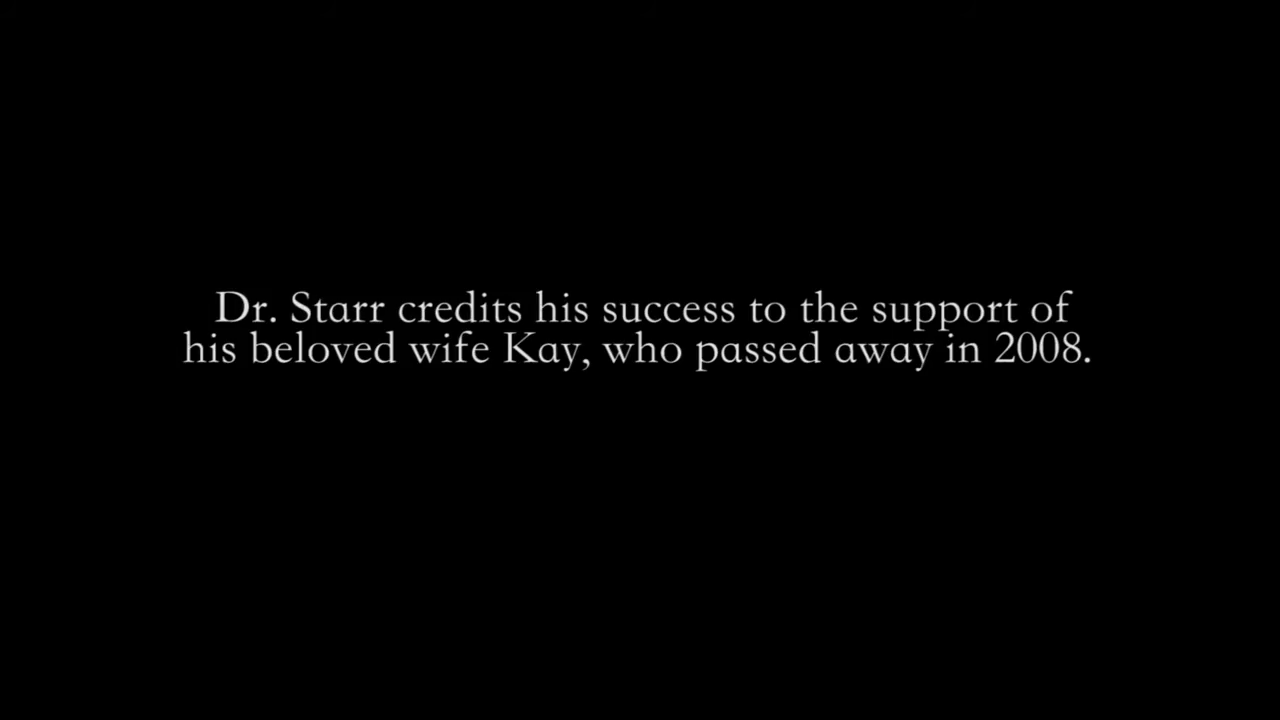 Dr. Starr credits his success to the support of
his beloved wife Kay, who passed away in 2008.